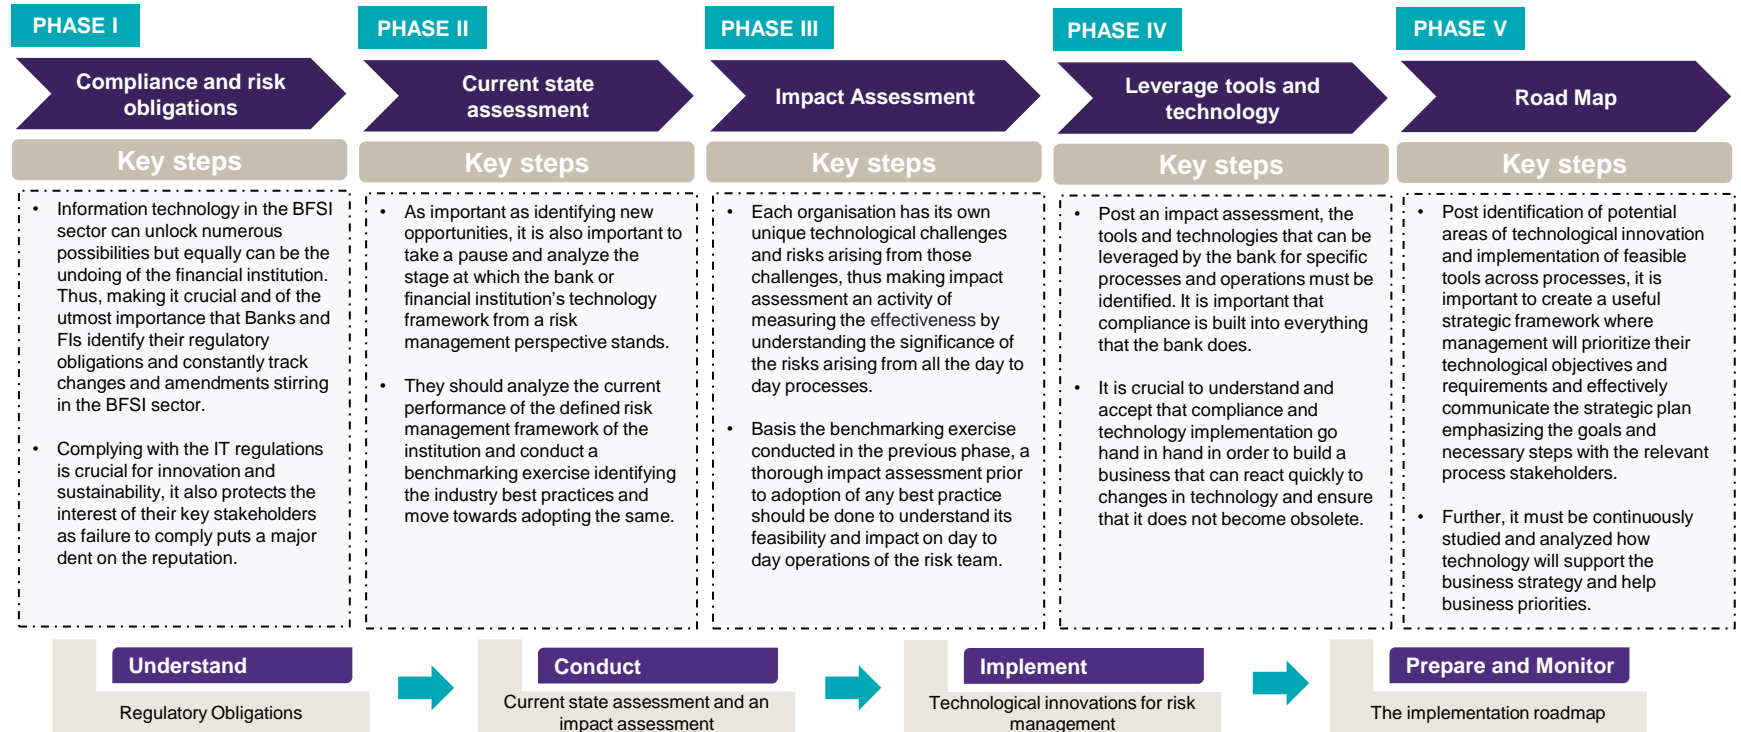 PHASE I
Compliance and risk
obligations
Key steps
• Information technology in the BFSI
sector can unlock numerous
possibilities but equally can be the
undoing of the financial institution.
Thus, making it crucial and of the
utmost importance that Banks and
FIs identify their regulatory
obligations and constantly track
changes and amendments stirring
in the BFSI sector.
• Complying with the IT regulations
is crucial for innovation and
sustainability, it also protects the
interest of their key stakeholders
as failure to comply puts a major
dent on the reputation.
PHASE II
Current state
assessment
Key steps
• As important as identifying new
opportunities, it is also important to
take a pause and analyze the
stage at which the bank or
financial institution's technology
framework from a risk
management perspective stands.
• They should analyze the current
performance of the defined risk
management framework of the
institution and conduct a
benchmarking exercise identifying
the industry best practices and
move towards adopting the same.
PHASE III
Impact Assessment
Key steps
• Each organisation has its own
unique technological challenges
and risks arising from those
challenges, thus making impact
assessment an activity of
measuring the effectiveness by
understanding the significance of
the risks arising from all the day to
day processes.
• Basis the benchmarking exercise
conducted in the previous phase, a
thorough impact assessment prior
to adoption of any best practice
should be done to understand its
feasibility and impact on day to
day operations of the risk team.
PHASE IV
Leverage tools and
technology
Key steps
• Post an impact assessment, the
tools and technologies that can be
leveraged by the bank for specific
processes and operations must be
identified. It is important that
compliance is built into everything
that the bank does.
• It is crucial to understand and
accept that compliance and
technology implementation go
hand in hand in order to build a
business that can react quickly to
changes in technology and ensure
that it does not become obsolete.
PHASE V
Road Map
Key steps
• Post identification of potential
areas of technological innovation
and implementation of feasible
tools across processes, it is
important to create a useful
strategic framework where
management will prioritize their
technological objectives and
requirements and effectively
communicate the strategic plan
emphasizing the goals and
necessary steps with the relevant
process stakeholders.
• Further, it must be continuously
studied and analyzed how
technology will support the
business strategy and help
business priorities.
Understand
Regulatory Obligations
Conduct
Current state assessment and an
impact assessment
Implement
Technological innovations for risk
management
Prepare and Monitor
The implementation roadmap